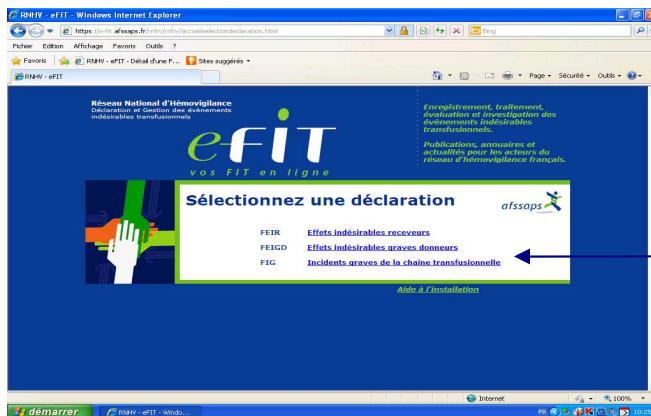 RNHV - eFIT - Windows Internet Explorer
https://e-fit.afssaps.fr/rnhv/rnhv/accueilselectiondeclaration.html
Bing
Fichier Edition Affichage Favoris Outils ?
Favoris RNHV - eFIT - Détail d'une F... Sites suggérés
RNHV - eFIT
Page Sécurité Outils
Réseau National d'Hémovigilance
Déclaration et Gestion des évènements
indésirables transfusionnels
e-FiT
vos FIT en ligne
Enregistrement, traitement,
évaluation et investigation des
évènements indésirables
transfusionnels.
Publications, annuaires et
actualités pour les acteurs du
réseau d'hémovigilance français.
Sélectionnez une déclaration
afssaps
FEIR Effets indésirables receveurs
FEIGD Effets indésirables graves donneurs
FIG Incidents graves de la chaîne transfusionnelle
Aide à l'installation
Internet 100%
démarrer RNHV - eFIT - Windo... FR 10:25